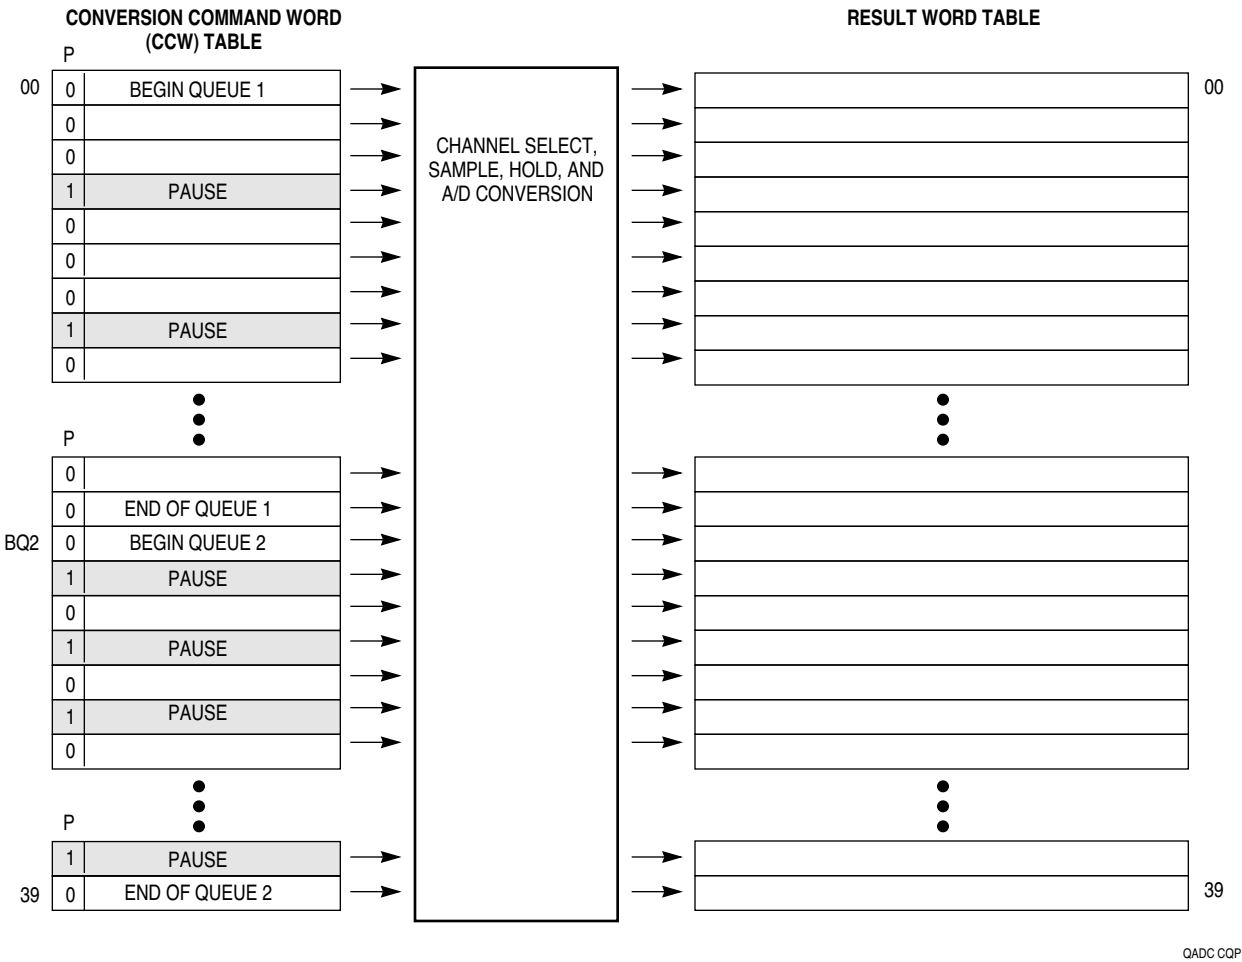 CONVERSION COMMAND WORD
(CCW) TABLE
RESULT WORD TABLE
P
00 0 BEGIN QUEUE 1 00
0
0
1 PAUSE
0
0
0
1 PAUSE
0
CHANNEL SELECT,
SAMPLE, HOLD, AND
A/D CONVERSION
P
0
0 END OF QUEUE 1
BQ2 0 BEGIN QUEUE 2
1 PAUSE
0
1 PAUSE
0
1 PAUSE
0
P
1 PAUSE
39 0 END OF QUEUE 2 39
QADC CQP